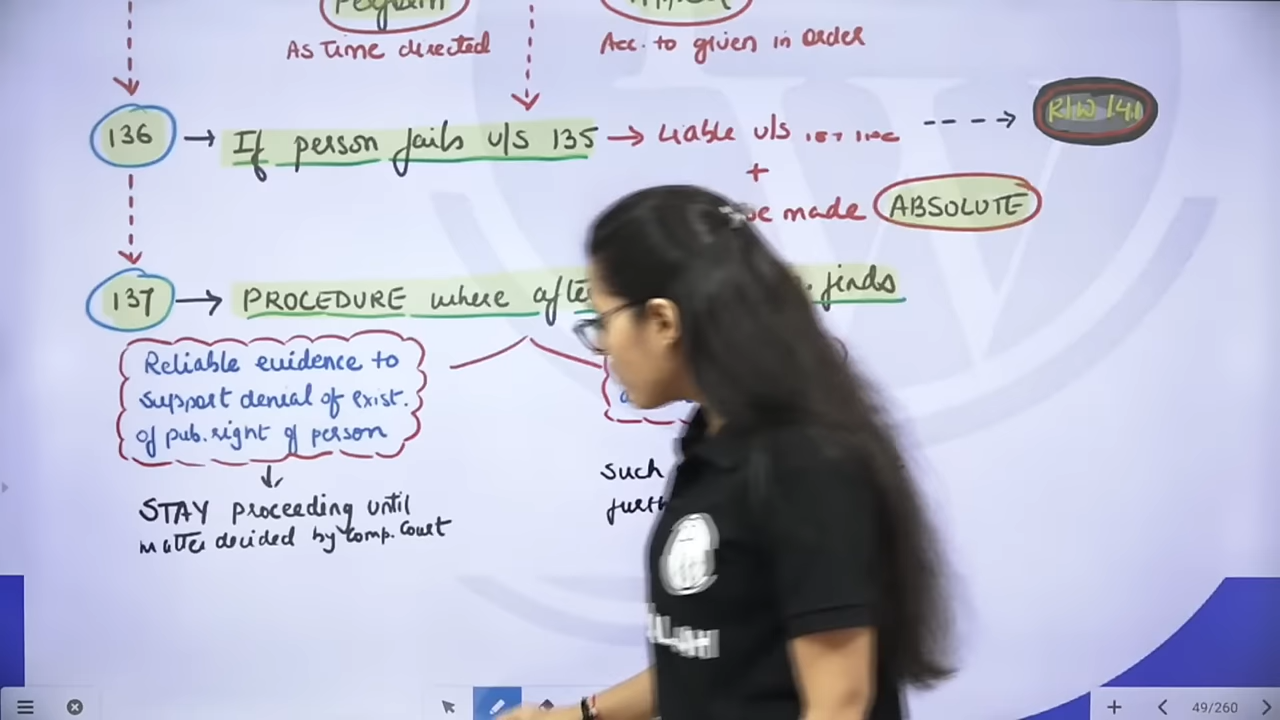 As time directed
Acc. to given in order
136 → If person fails u/s 135 → liable u/s
R/W 141
+
be made ABSOLUTE
137 → PROCEDURE where afte finds
Reliable evidence to
support denial of exist.
of pub. right of person
such
STAY proceeding until
matter decided by comp. court
49/260